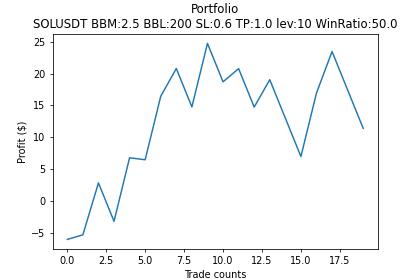 Portfolio
SOLUSDT BBM:2.5 BBL:200 SL:0.6 TP:1.0 lev:10 WinRatio:50.0
25
20
15
10
5
0
−5
Profit ($)
0.0 2.5 5.0 7.5 10.0 12.5 15.0 17.5
Trade counts